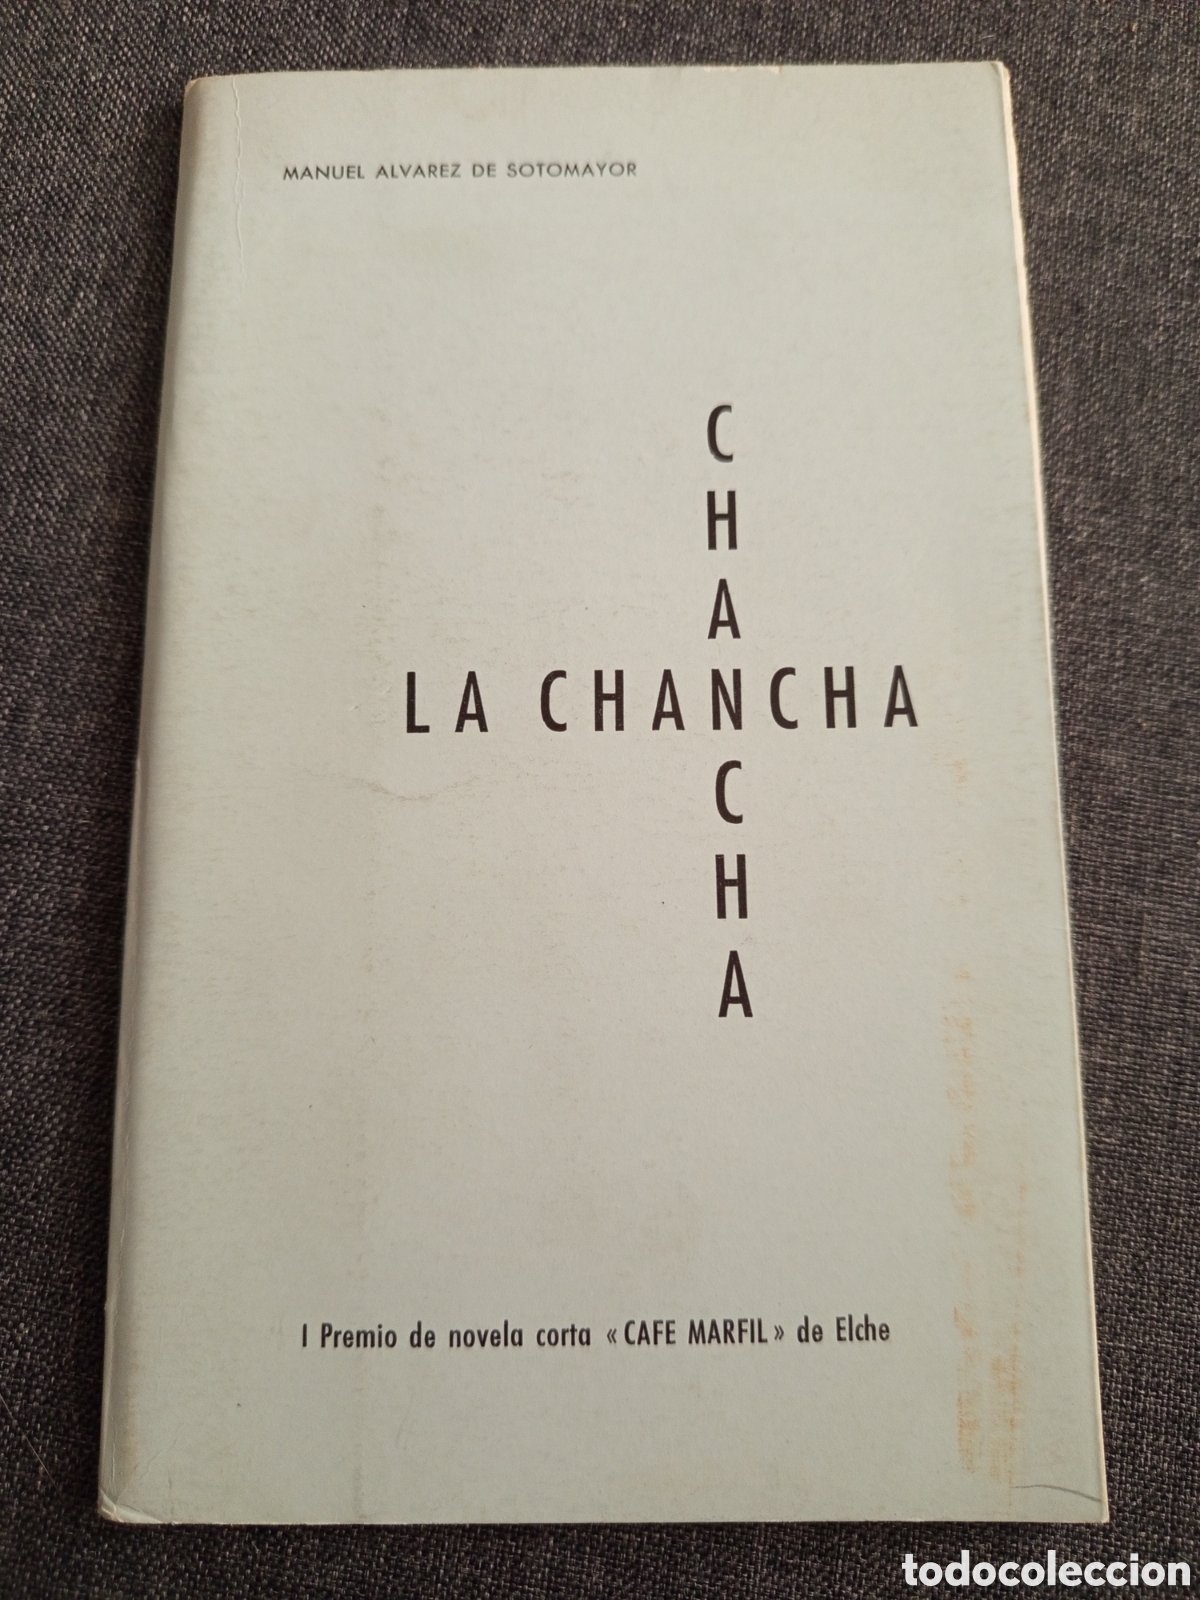 MANUEL ALVAREZ DE SOTOMAYOR
C
H
A
LA CHANCHA
C
H
A
I Premio de novela corta «CAFE MARFIL» de Elche
todocoleccion